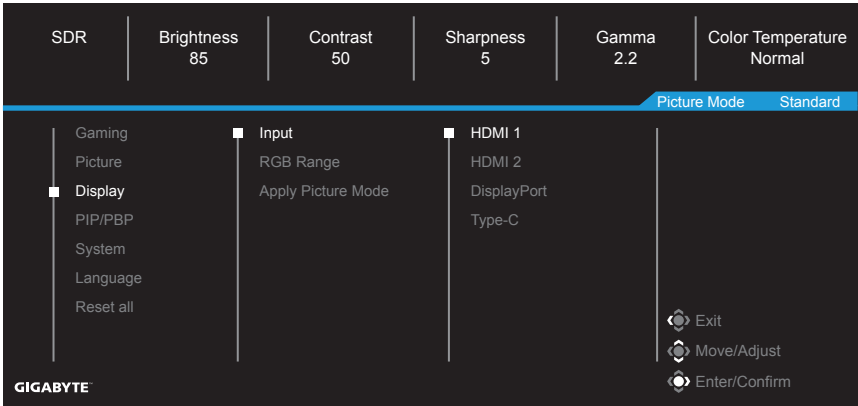 SDR Brightness Contrast Sharpness Gamma Color Temperature
85 50 5 2.2 Normal
Picture Mode Standard
Gaming Input HDMI 1
Picture RGB Range HDMI 2
Display Apply Picture Mode DisplayPort
PIP/PBP Type-C
System
Language
Reset all
Exit
Move/Adjust
Enter/Confirm
GIGABYTE™